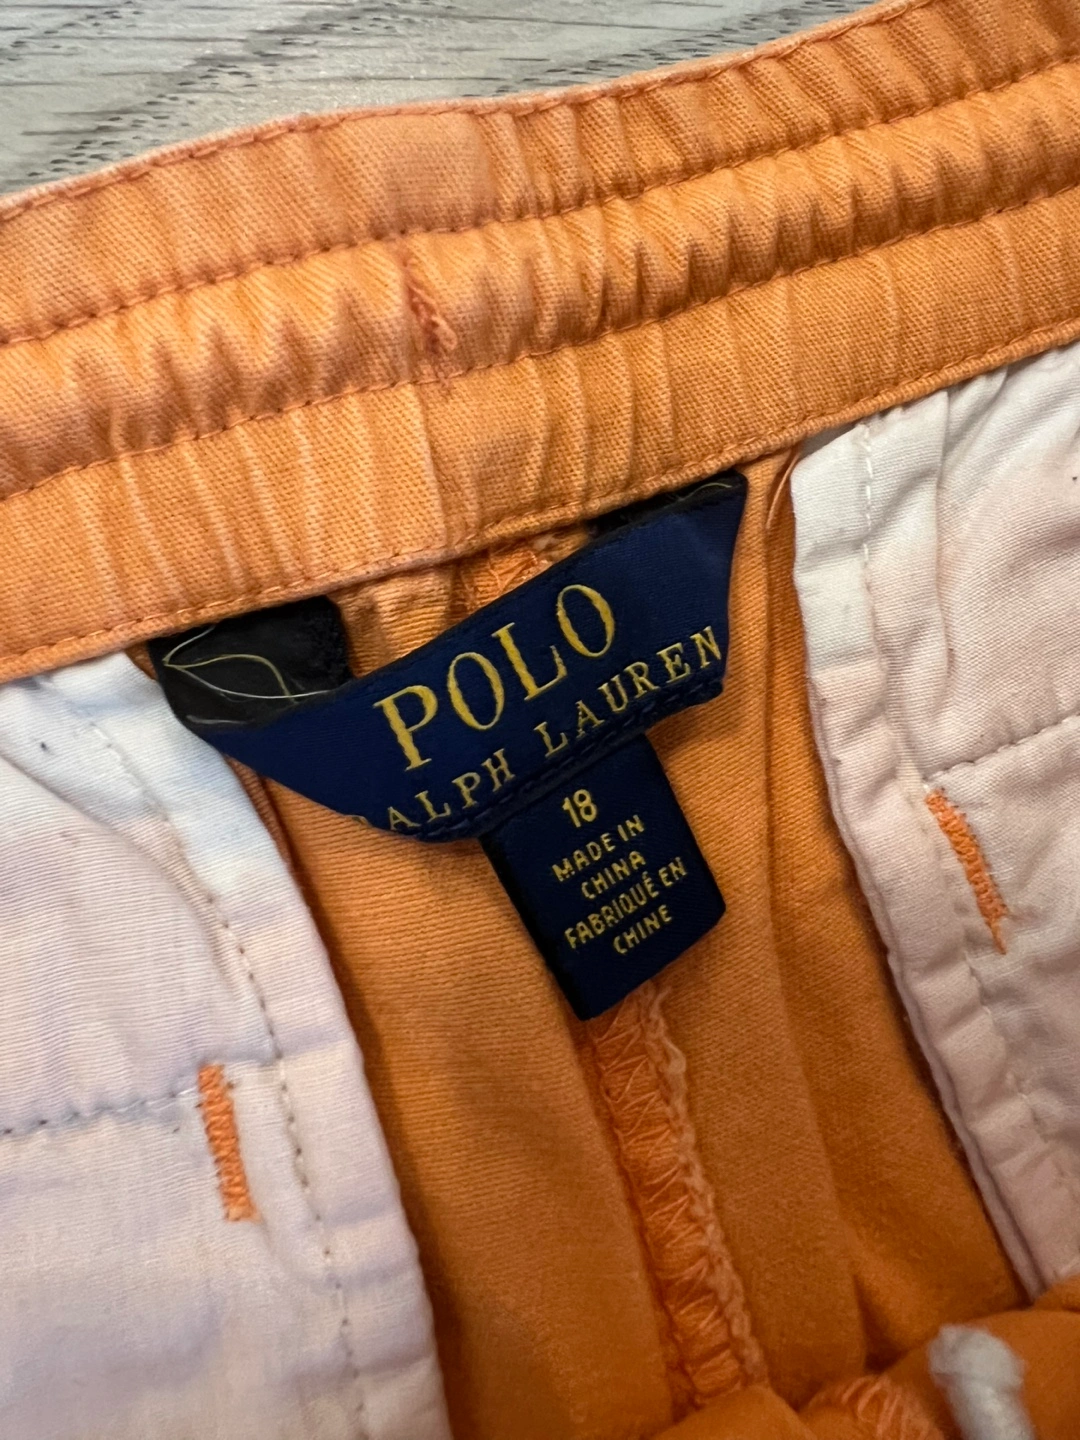 POLO
RALPH LAUREN
18
MADE IN
CHINA
FABRIQUÉ EN
CHINE